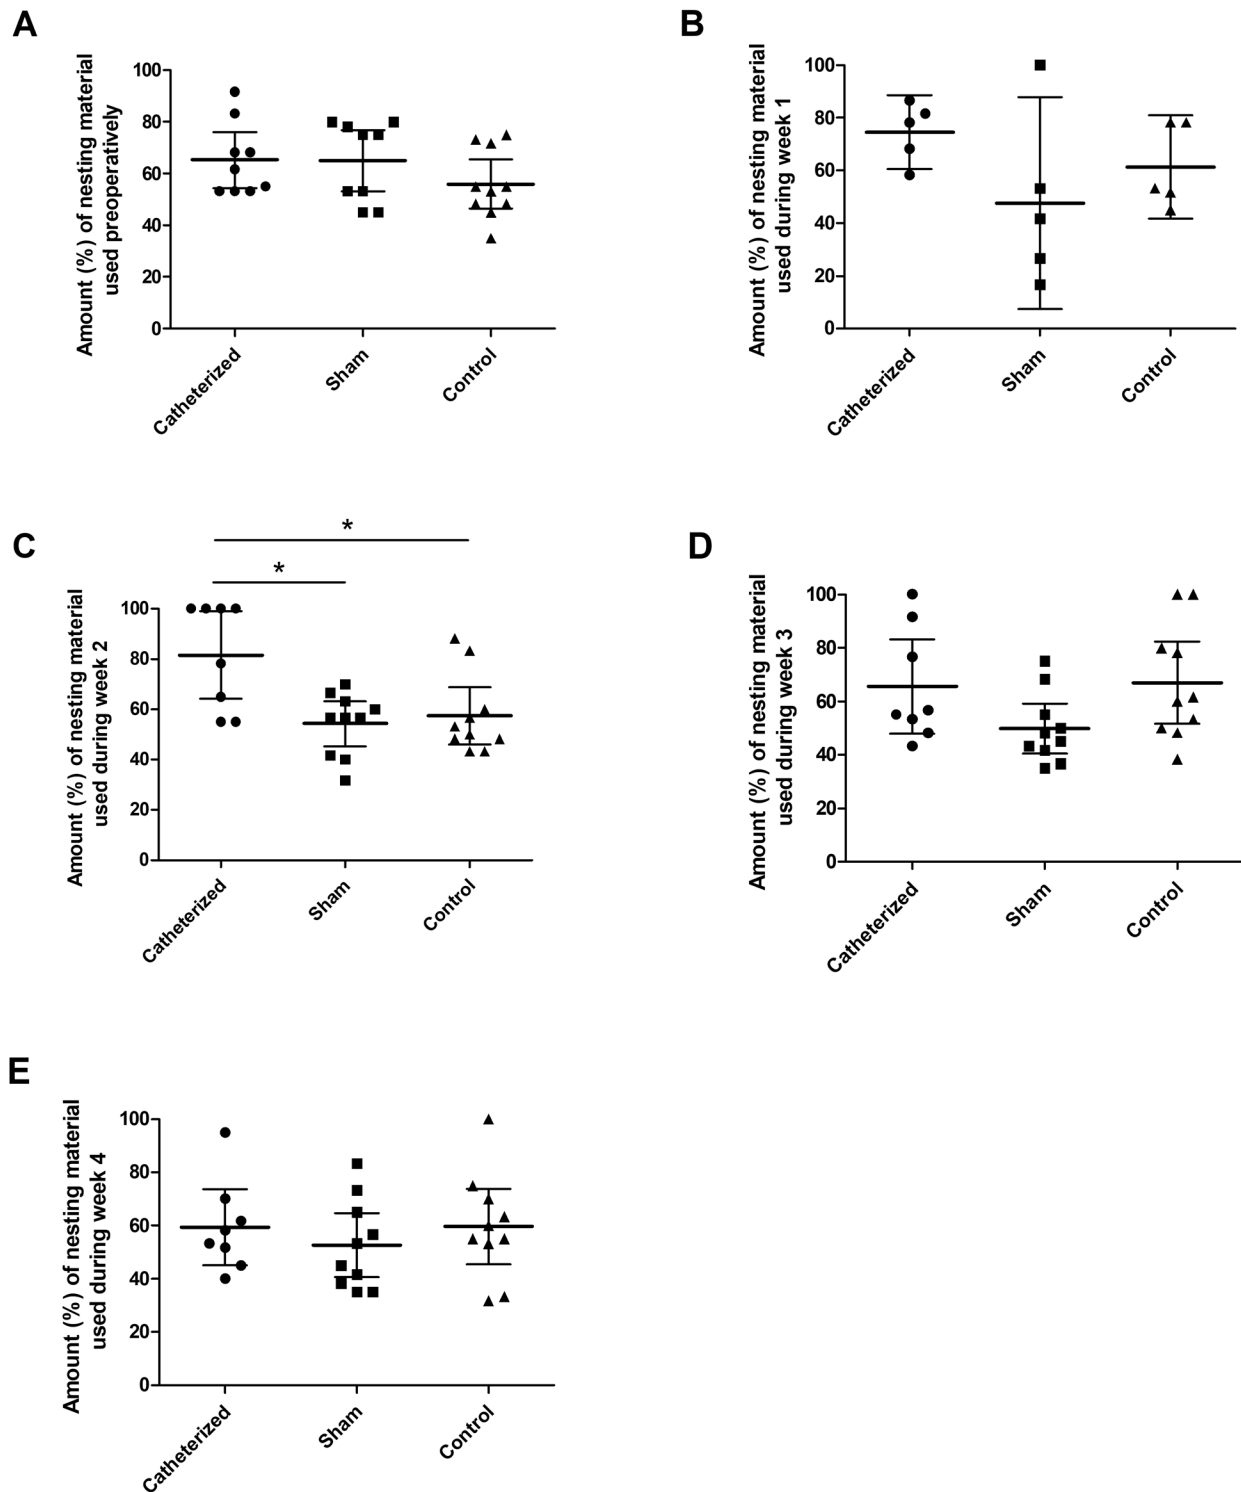 A
Amount (%) of nesting material
used preoperatively
100
80
60
40
20
0
Catheterized
Sham
Control
B
Amount (%) of nesting material
used during week 1
100
80
60
40
20
0
Catheterized
Sham
Control
C
Amount (%) of nesting material
used during week 2
*
*
100
80
60
40
20
0
Catheterized
Sham
Control
D
Amount (%) of nesting material
used during week 3
100
80
60
40
20
0
Catheterized
Sham
Control
E
Amount (%) of nesting material
used during week 4
100
80
60
40
20
0
Catheterized
Sham
Control